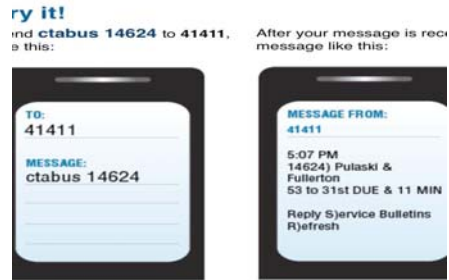 ry it!
end ctabus 14624 to 41411,
e this:
TO:
41411
MESSAGE:
ctabus 14624
After your message is rece
message like this:
MESSAGE FROM:
41411
5:07 PM
14624) Pulaski &
Fullerton
53 to 31st DUE & 11 MIN
Reply S)ervice Bulletins
R)efresh